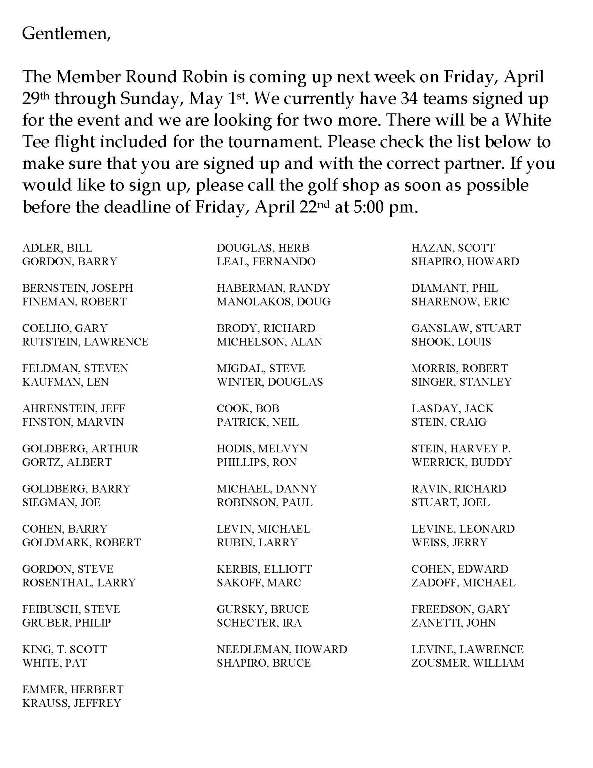 Gentlemen,
The Member Round Robin is coming up next week on Friday, April
29th through Sunday, May 1st. We currently have 34 teams signed up
for the event and we are looking for two more. There will be a White
Tee flight included for the tournament. Please check the list below to
make sure that you are signed up and with the correct partner. If you
would like to sign up, please call the golf shop as soon as possible
before the deadline of Friday, April 22nd at 5:00 pm.
ADLER, BILL
GORDON, BARRY
BERNSTEIN, JOSEPH
FINEMAN, ROBERT
COELHO, GARY
RUTSTEIN, LAWRENCE
FELDMAN, STEVEN
KAUFMAN, LEN
AHRENSTEIN, JEFF
FINSTON, MARVIN
GOLDBERG, ARTHUR
GORTZ, ALBERT
GOLDBERG, BARRY
SIEGMAN, JOE
COHEN, BARRY
GOLDMARK, ROBERT
GORDON, STEVE
ROSENTHAL, LARRY
FEIBUSCH, STEVE
GRUBER, PHILIP
KING, T. SCOTT
WHITE, PAT
EMMER, HERBERT
KRAUSS, JEFFREY
DOUGLAS, HERB
LEAL, FERNANDO
HABERMAN, RANDY
MANOLAKOS, DOUG
BRODY, RICHARD
MICHELSON, ALAN
MIGDAL, STEVE
WINTER, DOUGLAS
COOK, BOB
PATRICK, NEIL
HODIS, MELVYN
PHILLIPS, RON
MICHAEL, DANNY
ROBINSON, PAUL
LEVIN, MICHAEL
RUBIN, LARRY
KERBIS, ELLIOTT
SAKOFF, MARC
GURSKY, BRUCE
SCHECTER, IRA
NEEDLEMAN, HOWARD
SHAPIRO, BRUCE
HAZAN, SCOTT
SHAPIRO, HOWARD
DIAMANT, PHIL
SHARENOW, ERIC
GANSLAW, STUART
SHOOK, LOUIS
MORRIS, ROBERT
SINGER, STANLEY
LASDAY, JACK
STEIN, CRAIG
STEIN, HARVEY P.
WERRICK, BUDDY
RAVIN, RICHARD
STUART, JOEL
LEVINE, LEONARD
WEISS, JERRY
COHEN, EDWARD
ZADOFF, MICHAEL
FREEDSON, GARY
ZANETTI, JOHN
LEVINE, LAWRENCE
ZOUSMER, WILLIAM